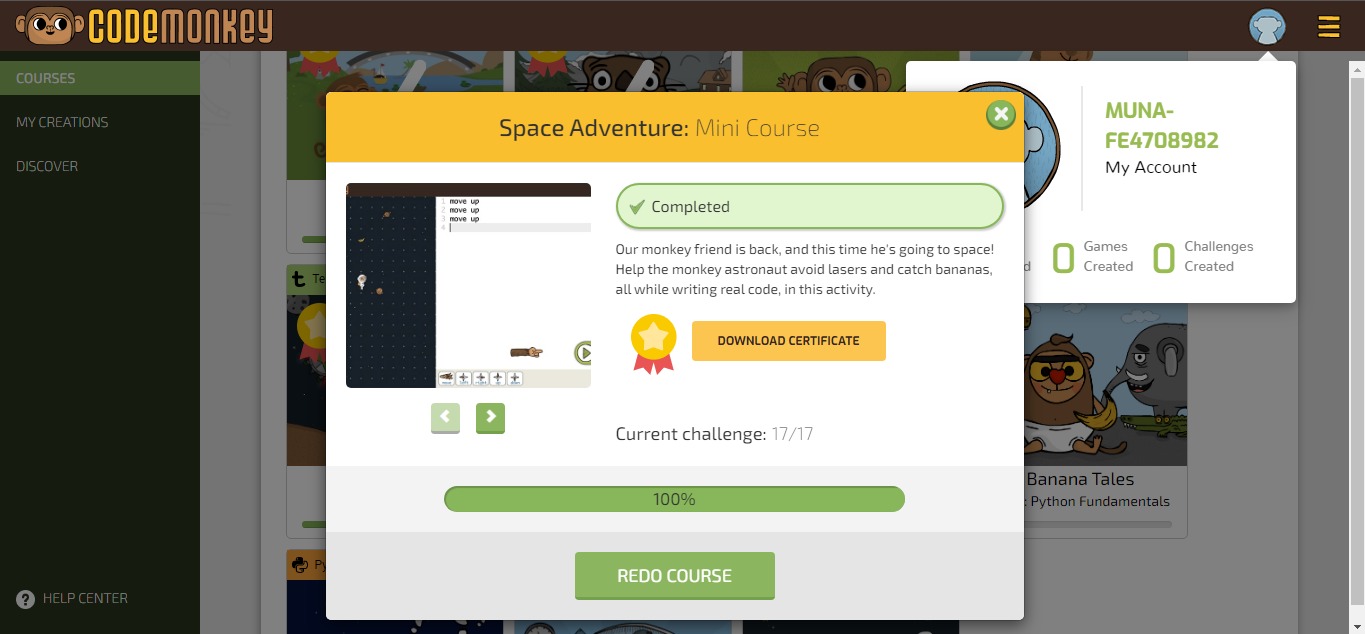 CODEMONKEY
COURSES
MY CREATIONS
DISCOVER
HELP CENTER
Space Adventure: Mini Course
1 move up
2 move up
3 move up
4
Completed
Our monkey friend is back, and this time he's going to space!
Help the monkey astronaut avoid lasers and catch bananas,
all while writing real code, in this activity.
DOWNLOAD CERTIFICATE
Current challenge: 17/17
100%
REDO COURSE
MUNA-
FE4708982
My Account
0 Games
Created
0 Challenges
Created
Banana Tales
: Python Fundamentals